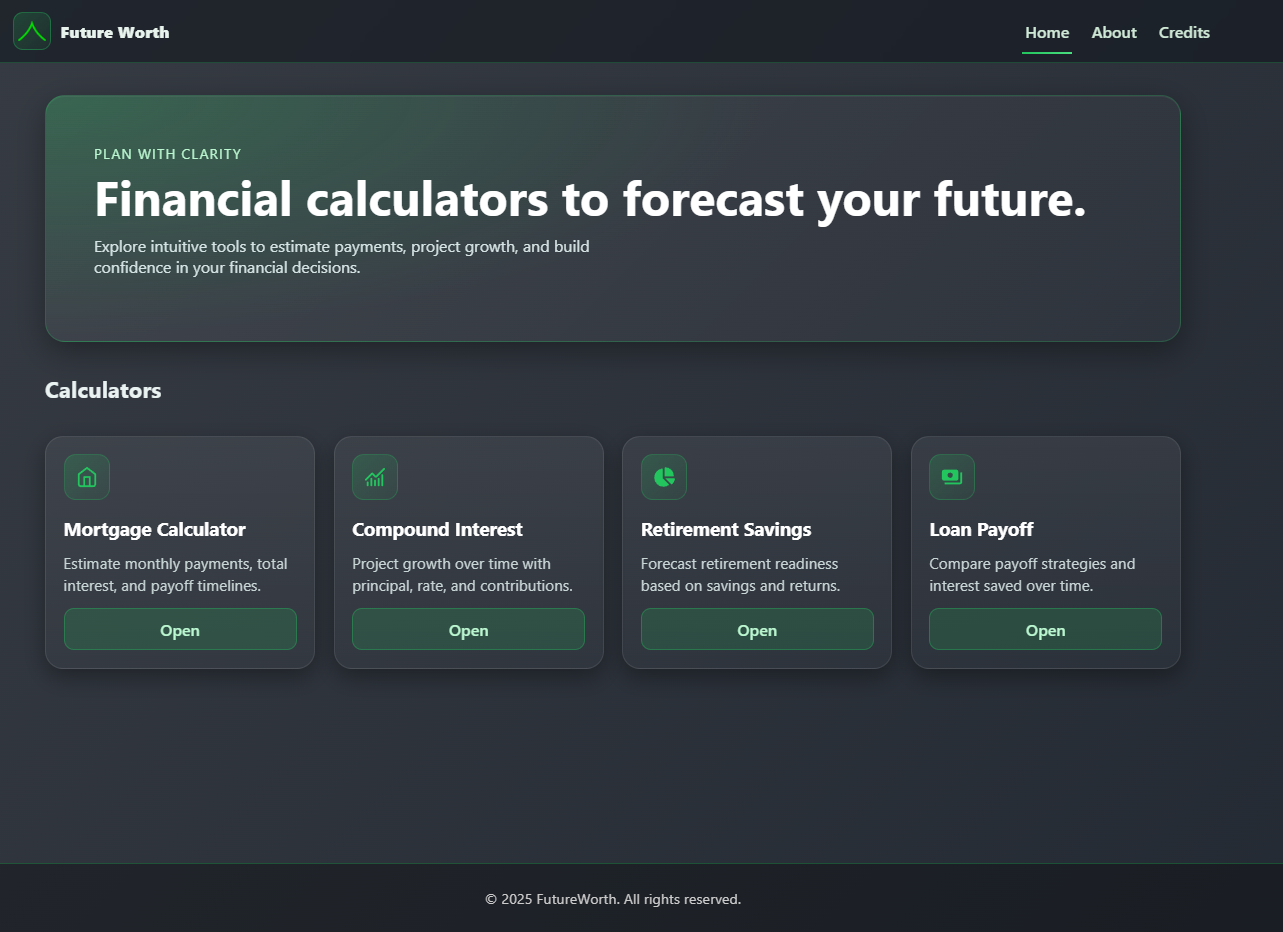 Future Worth
Home About Credits
PLAN WITH CLARITY
Financial calculators to forecast your future.
Explore intuitive tools to estimate payments, project growth, and build
confidence in your financial decisions.
Calculators
Mortgage Calculator
Estimate monthly payments, total
interest, and payoff timelines.
Open
Compound Interest
Project growth over time with
principal, rate, and contributions.
Open
Retirement Savings
Forecast retirement readiness
based on savings and returns.
Open
Loan Payoff
Compare payoff strategies and
interest saved over time.
Open
© 2025 FutureWorth. All rights reserved.